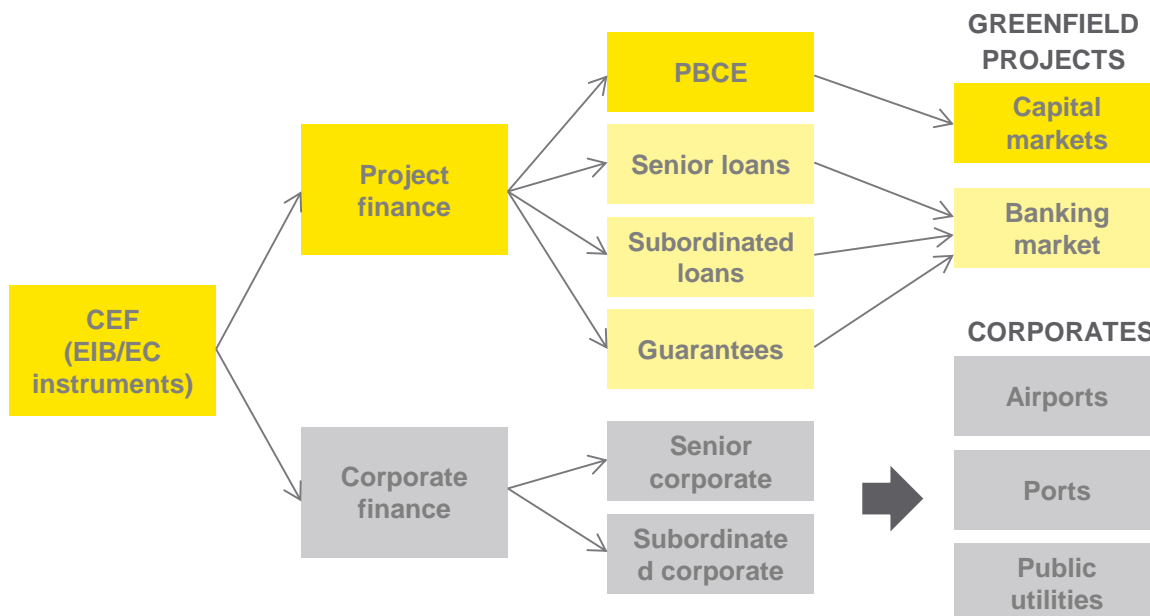 GREENFIELD
PROJECTS
PBCE
Capital
markets
Project
finance
Senior loans
Banking
market
Subordinated
loans
CEF
(EIB/EC
instruments)
Guarantees
CORPORATES
Airports
Corporate
finance
Senior
corporate
Ports
Subordinate
d corporate
Public
utilities